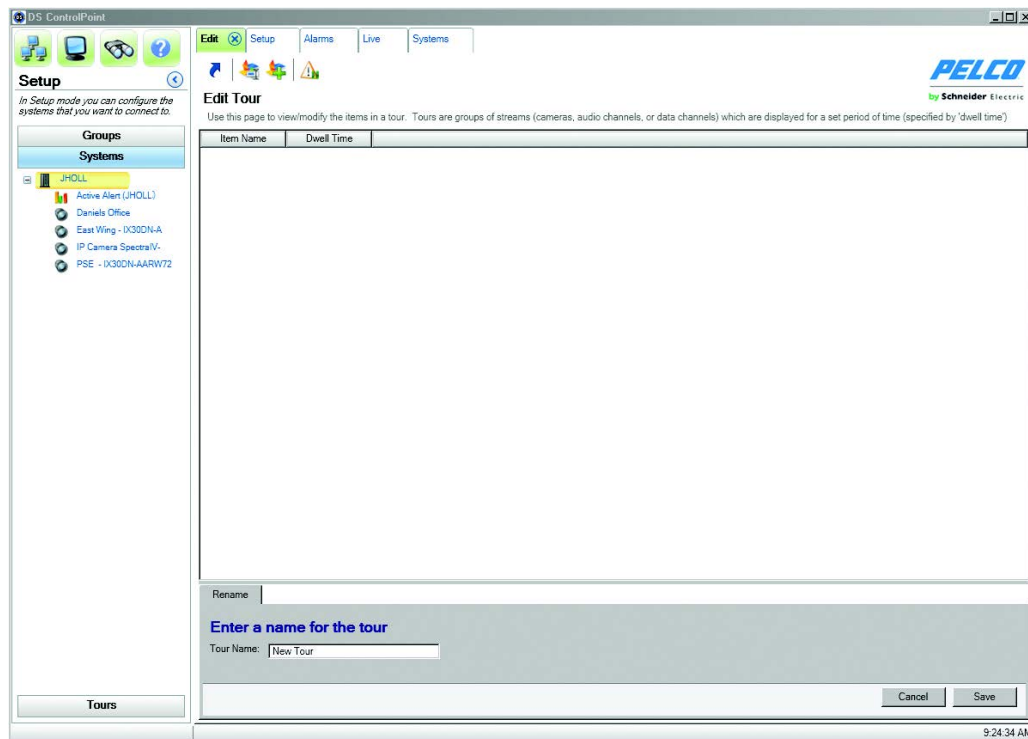 DS ControlPoint
Setup
In Setup mode you can configure the
systems that you want to connect to.
Groups
Systems
JHOLL
Active Alert (JHOLL)
Daniels Office
East Wing - IX30DN-A
IP Camera SpectraIV-
PSE - IX30DN-AARW72
Tours
Edit Setup Alarms Live Systems
PELCO
by Schneider Electric
Edit Tour
Use this page to view/modify the items in a tour. Tours are groups of streams (cameras, audio channels, or data channels) which are displayed for a set period of time (specified by 'dwell time')
Item Name Dwell Time
Rename
Enter a name for the tour
Tour Name: New Tour
Cancel Save
9:24:34 AM